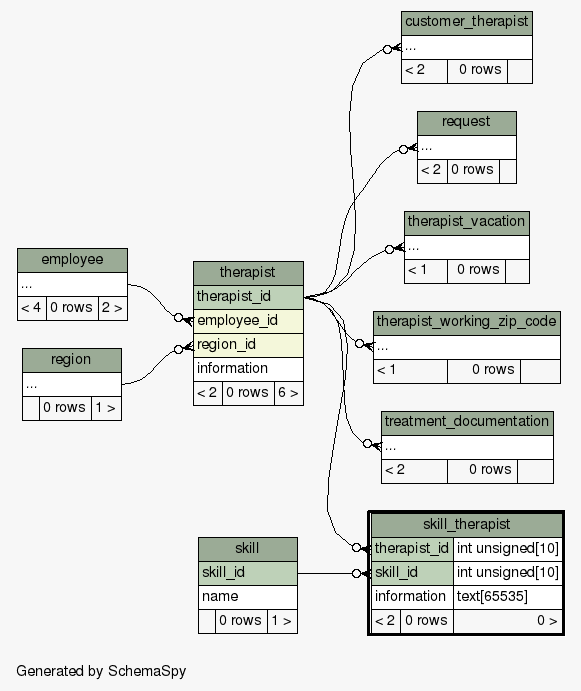 customer_therapist
...
< 2 0 rows
request
...
< 2 0 rows
therapist_vacation
...
< 1 0 rows
employee
...
< 4 0 rows 2 >
therapist
therapist_id
employee_id
region_id
information
< 2 0 rows 6 >
region
...
0 rows 1 >
therapist_working_zip_code
...
< 1 0 rows
treatment_documentation
...
< 2 0 rows
skill_therapist
therapist_id int unsigned[10]
skill_id int unsigned[10]
information text[65535]
< 2 0 rows 0 >
skill
skill_id
name
0 rows 1 >
Generated by SchemaSpy